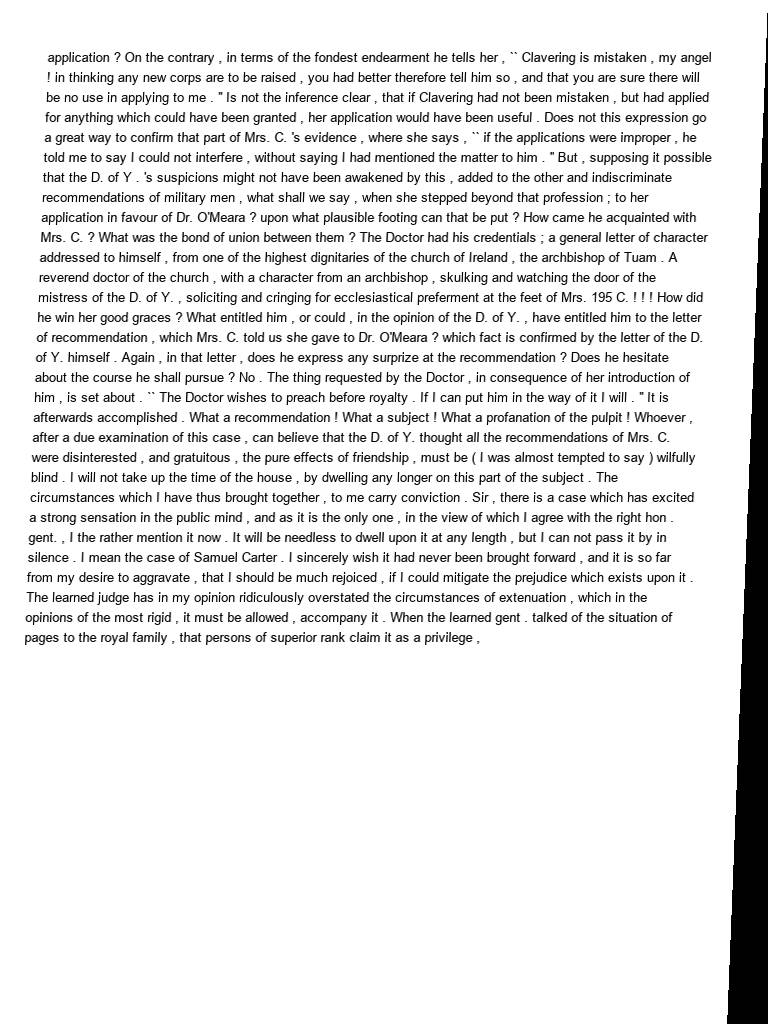 application ? On the contrary , in terms of the fondest endearment he tells her , `` Clavering is mistaken , my angel
! in thinking any new corps are to be raised , you had better therefore tell him so , and that you are sure there will
be no use in applying to me . '' Is not the inference clear , that if Clavering had not been mistaken , but had applied
for anything which could have been granted , her application would have been useful . Does not this expression go
a great way to confirm that part of Mrs. C. 's evidence , where she says , `` if the applications were improper , he
told me to say I could not interfere , without saying I had mentioned the matter to him . '' But , supposing it possible
that the D. of Y . 's suspicions might not have been awakened by this , added to the other and indiscriminate
recommendations of military men , what shall we say , when she stepped beyond that profession ; to her
application in favour of Dr. O'Meara ? upon what plausible footing can that be put ? How came he acquainted with
Mrs. C. ? What was the bond of union between them ? The Doctor had his credentials ; a general letter of character
addressed to himself , from one of the highest dignitaries of the church of Ireland , the archbishop of Tuam . A
reverend doctor of the church , with a character from an archbishop , skulking and watching the door of the
mistress of the D. of Y. , soliciting and cringing for ecclesiastical preferment at the feet of Mrs. 195 C. ! ! ! How did
he win her good graces ? What entitled him , or could , in the opinion of the D. of Y. , have entitled him to the letter
of recommendation , which Mrs. C. told us she gave to Dr. O'Meara ? which fact is confirmed by the letter of the D.
of Y. himself . Again , in that letter , does he express any surprize at the recommendation ? Does he hesitate
about the course he shall pursue ? No . The thing requested by the Doctor , in consequence of her introduction of
him , is set about . `` The Doctor wishes to preach before royalty . If I can put him in the way of it I will . '' It is
afterwards accomplished . What a recommendation ! What a subject ! What a profanation of the pulpit ! Whoever ,
after a due examination of this case , can believe that the D. of Y. thought all the recommendations of Mrs. C.
were disinterested , and gratuitous , the pure effects of friendship , must be ( I was almost tempted to say ) wilfully
blind . I will not take up the time of the house , by dwelling any longer on this part of the subject . The
circumstances which I have thus brought together , to me carry conviction . Sir , there is a case which has excited
a strong sensation in the public mind , and as it is the only one , in the view of which I agree with the right hon .
gent. , I the rather mention it now . It will be needless to dwell upon it at any length , but I can not pass it by in
silence . I mean the case of Samuel Carter . I sincerely wish it had never been brought forward , and it is so far
from my desire to aggravate , that I should be much rejoiced , if I could mitigate the prejudice which exists upon it .
The learned judge has in my opinion ridiculously overstated the circumstances of extenuation , which in the
opinions of the most rigid , it must be allowed , accompany it . When the learned gent . talked of the situation of
pages to the royal family , that persons of superior rank claim it as a privilege ,